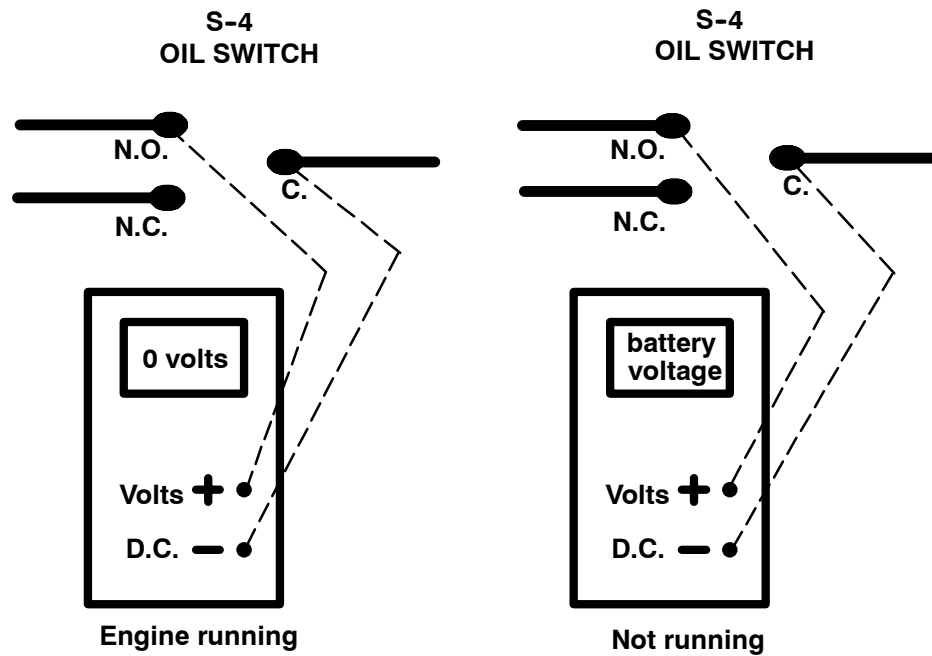 S-4
OIL SWITCH
N.O.
C.
N.C.
0 volts
Volts +
D.C. −
Engine running
S-4
OIL SWITCH
N.O.
C.
N.C.
battery
voltage
Volts +
D.C. −
Not running